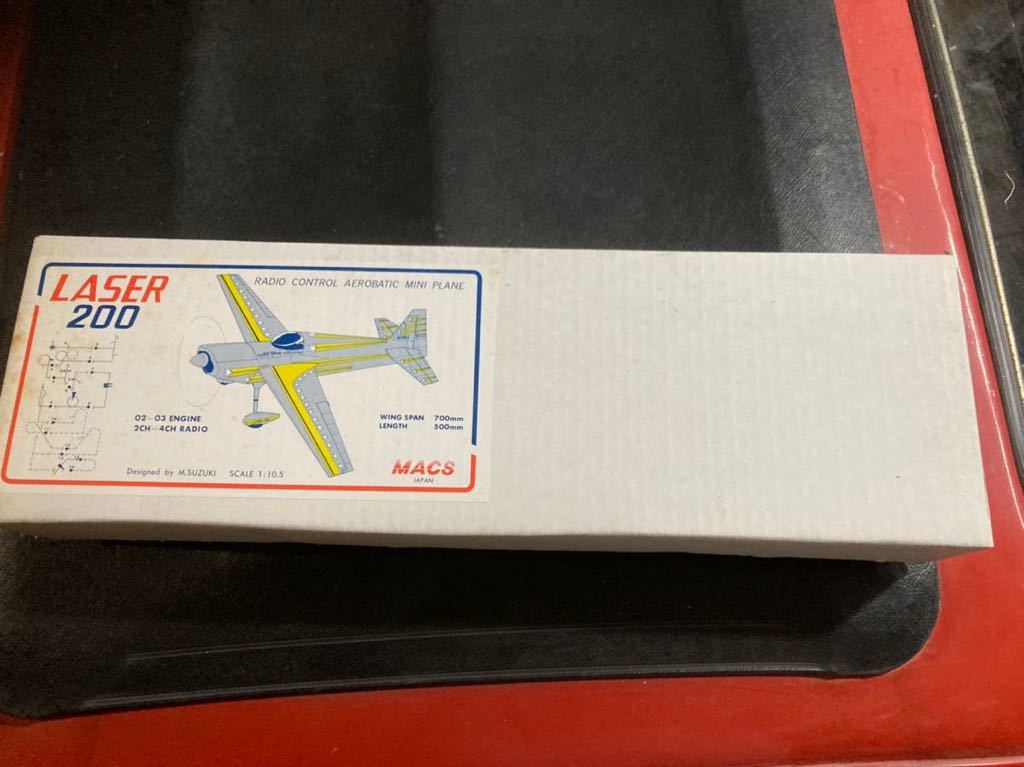 LASER
200
RADIO CONTROL AEROBATIC MINI PLANE
02–03 ENGINE
2CH–4CH RADIO
WING SPAN 700mm
LENGTH 500mm
Designed by M.SUZUKI SCALE 1:10.5
MACS
JAPAN